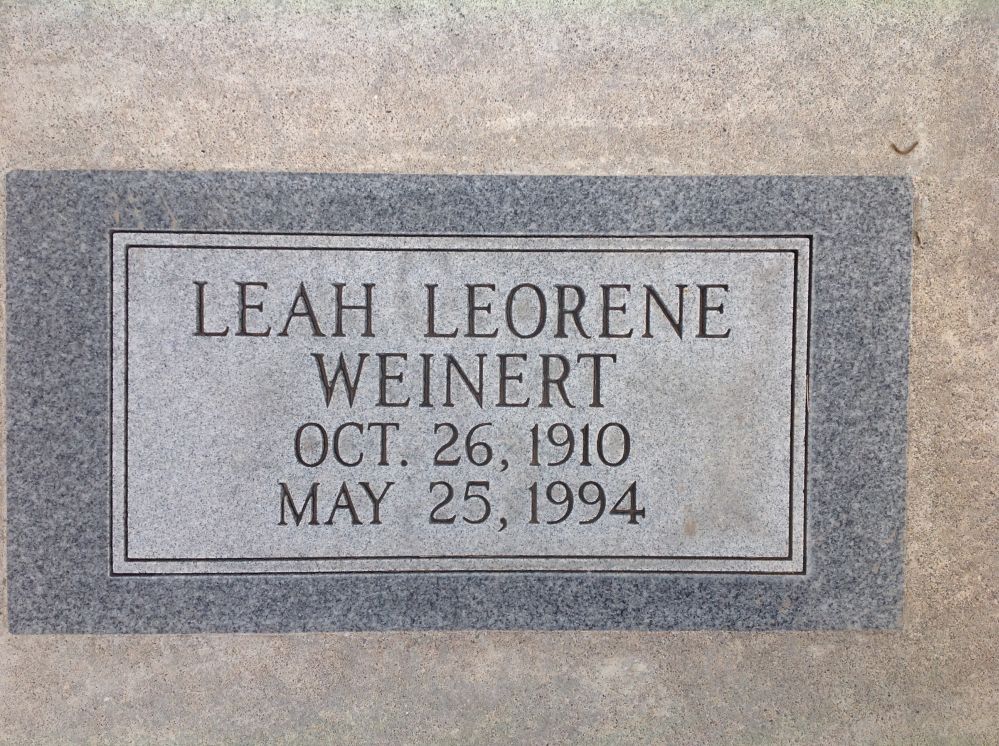 LEAH LEORENE
WEINERT
OCT. 26, 1910
MAY 25, 1994